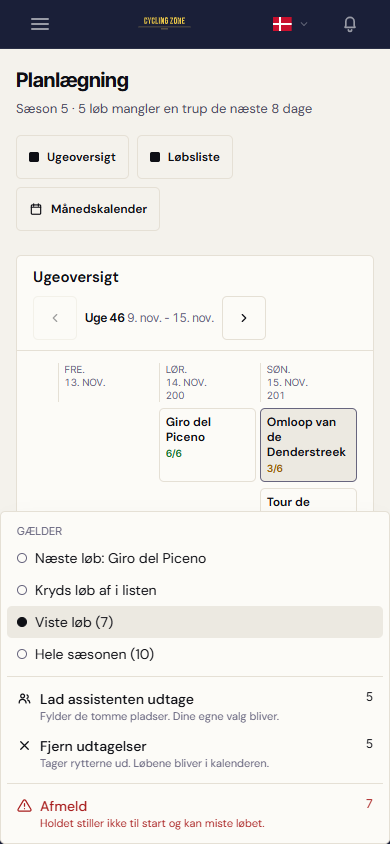 CYCLING ZONE
Planlægning
Sæson 5 · 5 løb mangler en trup de næste 8 dage
Ugeoversigt
Løbsliste
Månedskalender
Ugeoversigt
Uge 46 9. nov. - 15. nov.
FRE.
13. NOV.
LØR.
14. NOV.
200
SØN.
15. NOV.
201
Giro del
Piceno
6/6
Omloop van
de
Denderstreek
3/6
Tour de
GÆLDER
Næste løb: Giro del Piceno
Kryds løb af i listen
Viste løb (7)
Hele sæsonen (10)
Lad assistenten udtage 5
Fylder de tomme pladser. Dine egne valg bliver.
Fjern udtagelser 5
Tager rytterne ud. Løbene bliver i kalenderen.
Afmeld 7
Holdet stiller ikke til start og kan miste løbet.